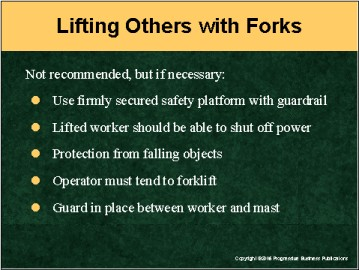 Lifting Others with Forks
Not recommended, but if necessary:
Use firmly secured safety platform with guardrail
Lifted worker should be able to shut off power
Protection from falling objects
Operator must tend to forklift
Guard in place between worker and mast
Progressive Business Publications